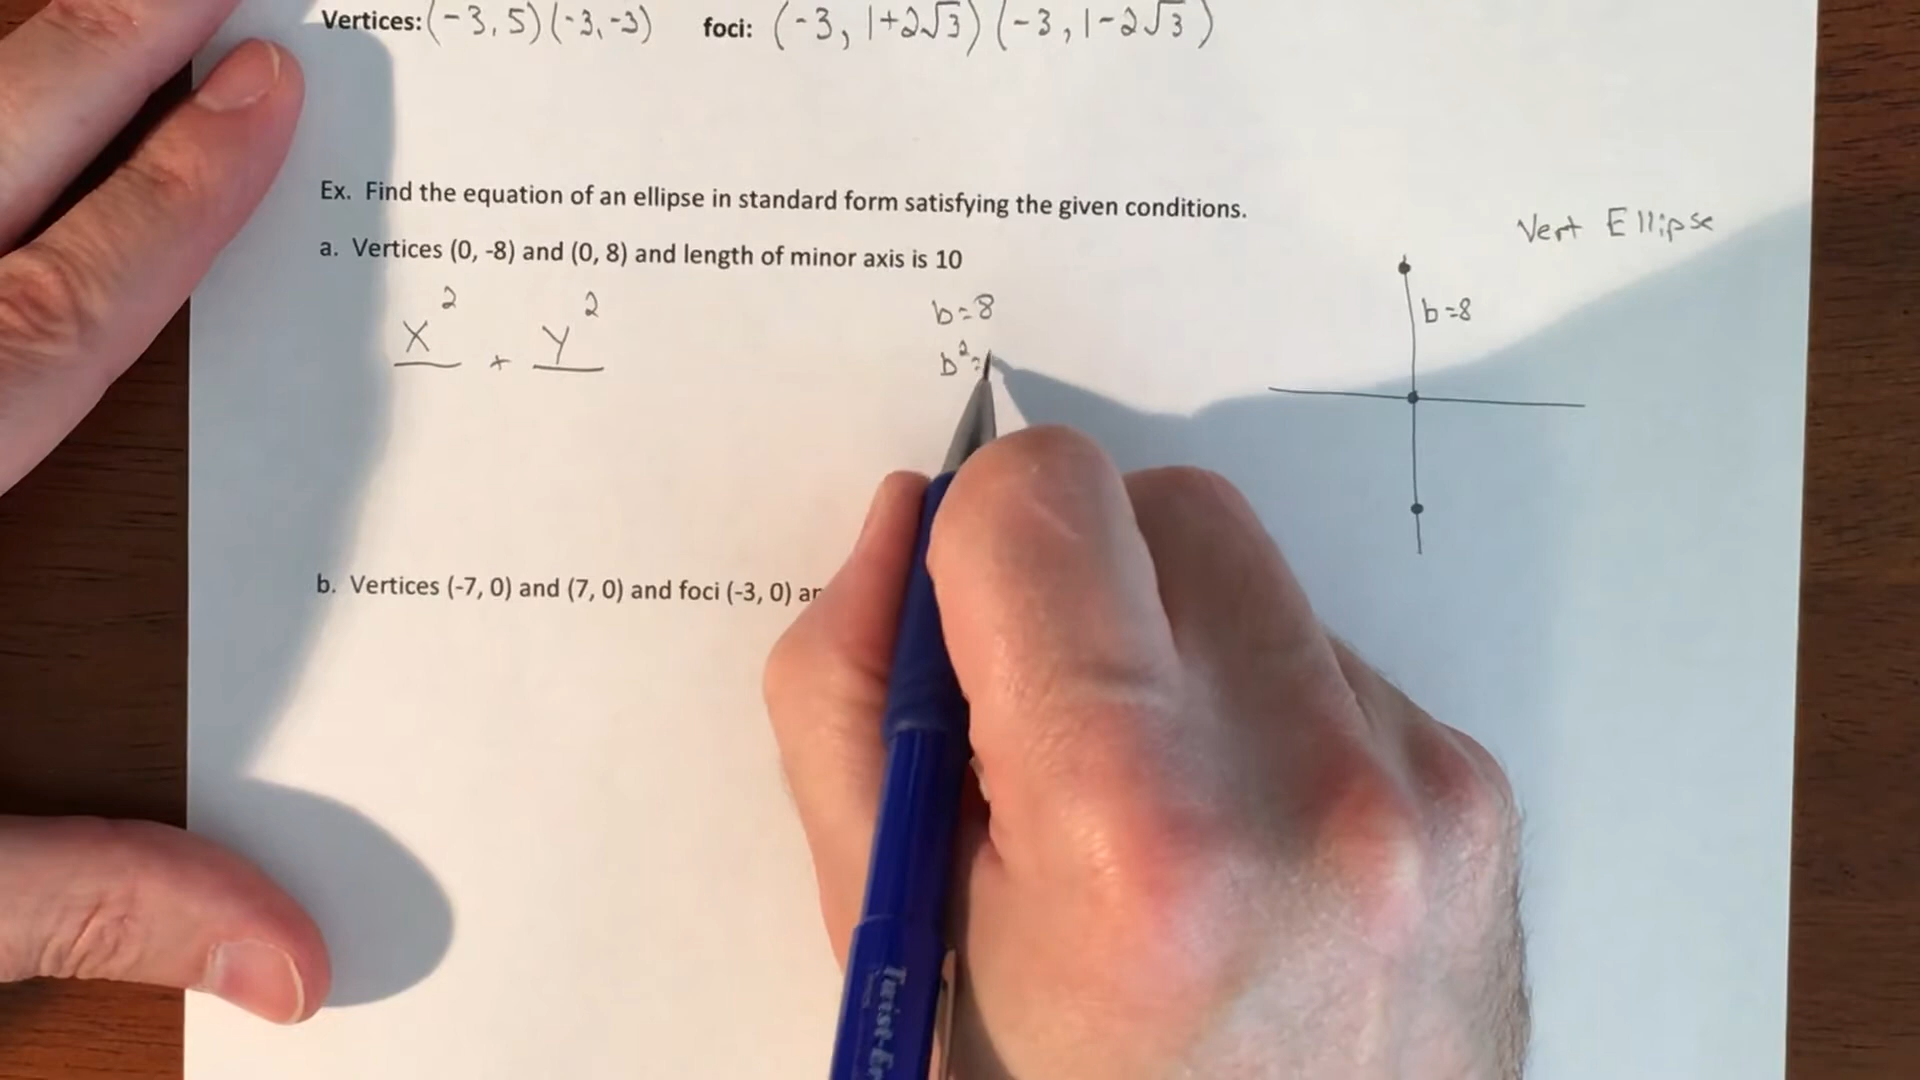 Vertices: (-3, 5) (-3, -3) foci: (-3, 1+2√3) (-3, 1-2√3)
Ex. Find the equation of an ellipse in standard form satisfying the given conditions.
Vert Ellipse
a. Vertices (0, -8) and (0, 8) and length of minor axis is 10
x² + y²
b=8
b²=
b=8
b. Vertices (-7, 0) and (7, 0) and foci (-3, 0)